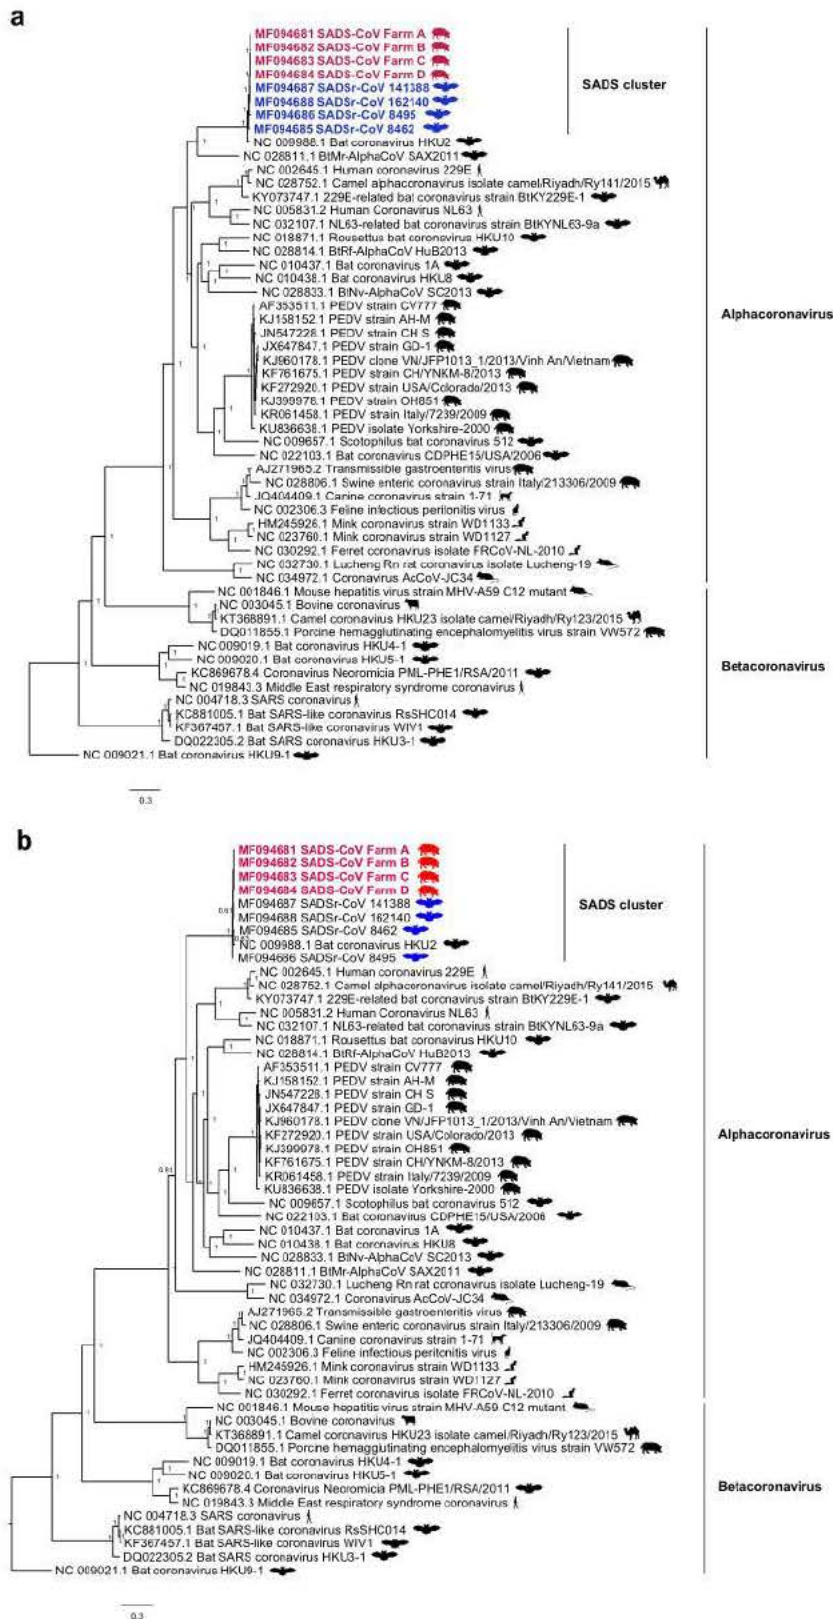 a
MF094681 SADS-CoV Farm A
MF094682 SADS-CoV Farm B
MF094683 SADS-CoV Farm C
MF094684 SADS-CoV Farm D
MF094687 SADSr-CoV 141388
MF094688 SADSr-CoV 162140
MF094686 SADSr-CoV 8495
MF094685 SADSr-CoV 8462
SADS cluster
NC 009988.1 Bat coronavirus HKU2
NC 028811.1 BtMr-AlphaCoV SAX2011
NC 002645.1 Human coronavirus 229E
NC 028752.1 Camel alphacoronavirus isolate camel/Riyadh/Ry141/2015
KY073747.1 229E-related bat coronavirus strain BtKY229E-1
NC 005831.2 Human Coronavirus NL63
NC 032107.1 NL63-related bat coronavirus strain BtKYNL63-9a
NC 018871.1 Rousettus bat coronavirus HKU10
NC 028814.1 BtRf-AlphaCoV HuB2013
NC 010437.1 Bat coronavirus 1A
NC 010438.1 Bat coronavirus HKU8
NC 028833.1 BtNv-AlphaCoV SC2013
AF353511.1 PEDV strain CV777
KJ158152.1 PEDV strain AH-M
JN547228.1 PEDV strain CH S
JX647847.1 PEDV strain GD-1
KJ960178.1 PEDV clone VN/JFP1013_1/2013/Vinh An/Vietnam
KF761675.1 PEDV strain CH/YNKM-8/2013
KF272920.1 PEDV strain USA/Colorado/2013
KJ399978.1 PEDV strain OH851
KR061458.1 PEDV strain Italy/7239/2009
KU836638.1 PEDV isolate Yorkshire-2000
NC 009657.1 Scotophilus bat coronavirus 512
NC 022103.1 Bat coronavirus CDPHE15/USA/2006
AJ271965.2 Transmissible gastroenteritis virus
NC 028806.1 Swine enteric coronavirus strain Italy/213306/2009
JQ404409.1 Canine coronavirus strain 1-71
NC 002306.3 Feline infectious peritonitis virus
HM245926.1 Mink coronavirus strain WD1133
NC 023760.1 Mink coronavirus strain WD1127
NC 030292.1 Ferret coronavirus isolate FRCoV-NL-2010
NC 032730.1 Lucheng Rn rat coronavirus isolate Lucheng-19
NC 034972.1 Coronavirus AcCoV-JC34
Alphacoronavirus
NC 001846.1 Mouse hepatitis virus strain MHV-A59 C12 mutant
NC 003045.1 Bovine coronavirus
KT368891.1 Camel coronavirus HKU23 isolate camel/Riyadh/Ry123/2015
DQ011855.1 Porcine hemagglutinating encephalomyelitis virus strain VW572
NC 009019.1 Bat coronavirus HKU4-1
NC 009020.1 Bat coronavirus HKU5-1
KC869678.4 Coronavirus Neoromicia PML-PHE1/RSA/2011
NC 019843.3 Middle East respiratory syndrome coronavirus
NC 004718.3 SARS coronavirus
KC881005.1 Bat SARS-like coronavirus RsSHC014
KF367457.1 Bat SARS-like coronavirus WIV1
DQ022305.2 Bat SARS coronavirus HKU3-1
NC 009021.1 Bat coronavirus HKU9-1
Betacoronavirus
0.3
b
MF094681 SADS-CoV Farm A
MF094682 SADS-CoV Farm B
MF094683 SADS-CoV Farm C
MF094684 SADS-CoV Farm D
MF094687 SADSr-CoV 141388
MF094688 SADSr-CoV 162140
MF094685 SADSr-CoV 8462
NC 009988.1 Bat coronavirus HKU2
MF094686 SADSr-CoV 8495
SADS cluster
NC 002645.1 Human coronavirus 229E
NC 028752.1 Camel alphacoronavirus isolate camel/Riyadh/Ry141/2015
KY073747.1 229E-related bat coronavirus strain BtKY229E-1
NC 005831.2 Human Coronavirus NL63
NC 032107.1 NL63-related bat coronavirus strain BtKYNL63-9a
NC 018871.1 Rousettus bat coronavirus HKU10
NC 028814.1 BtRf-AlphaCoV HuB2013
AF353511.1 PEDV strain CV777
KJ158152.1 PEDV strain AH-M
JN547228.1 PEDV strain CH S
JX647847.1 PEDV strain GD-1
KJ960178.1 PEDV clone VN/JFP1013_1/2013/Vinh An/Vietnam
KF272920.1 PEDV strain USA/Colorado/2013
KJ399978.1 PEDV strain OH851
KF761675.1 PEDV strain CH/YNKM-8/2013
KR061458.1 PEDV strain Italy/7239/2009
KU836638.1 PEDV isolate Yorkshire-2000
NC 009657.1 Scotophilus bat coronavirus 512
NC 022103.1 Bat coronavirus CDPHE15/USA/2006
NC 010437.1 Bat coronavirus 1A
NC 010438.1 Bat coronavirus HKU8
NC 028833.1 BtNv-AlphaCoV SC2013
NC 028811.1 BtMr-AlphaCoV SAX2011
NC 032730.1 Lucheng Rn rat coronavirus isolate Lucheng-19
NC 034972.1 Coronavirus AcCoV-JC34
AJ271965.2 Transmissible gastroenteritis virus
NC 028806.1 Swine enteric coronavirus strain Italy/213306/2009
JQ404409.1 Canine coronavirus strain 1-71
NC 002306.3 Feline infectious peritonitis virus
HM245926.1 Mink coronavirus strain WD1133
NC 023760.1 Mink coronavirus strain WD1127
NC 030292.1 Ferret coronavirus isolate FRCoV-NL-2010
Alphacoronavirus
0.81
NC 001846.1 Mouse hepatitis virus strain MHV-A59 C12 mutant
NC 003045.1 Bovine coronavirus
KT368891.1 Camel coronavirus HKU23 isolate camel/Riyadh/Ry123/2015
DQ011855.1 Porcine hemagglutinating encephalomyelitis virus strain VW572
NC 009019.1 Bat coronavirus HKU4-1
NC 009020.1 Bat coronavirus HKU5-1
KC869678.4 Coronavirus Neoromicia PML-PHE1/RSA/2011
NC 019843.3 Middle East respiratory syndrome coronavirus
NC 004718.3 SARS coronavirus
KC881005.1 Bat SARS-like coronavirus RsSHC014
KF367457.1 Bat SARS-like coronavirus WIV1
DQ022305.2 Bat SARS coronavirus HKU3-1
NC 009021.1 Bat coronavirus HKU9-1
Betacoronavirus
0.3